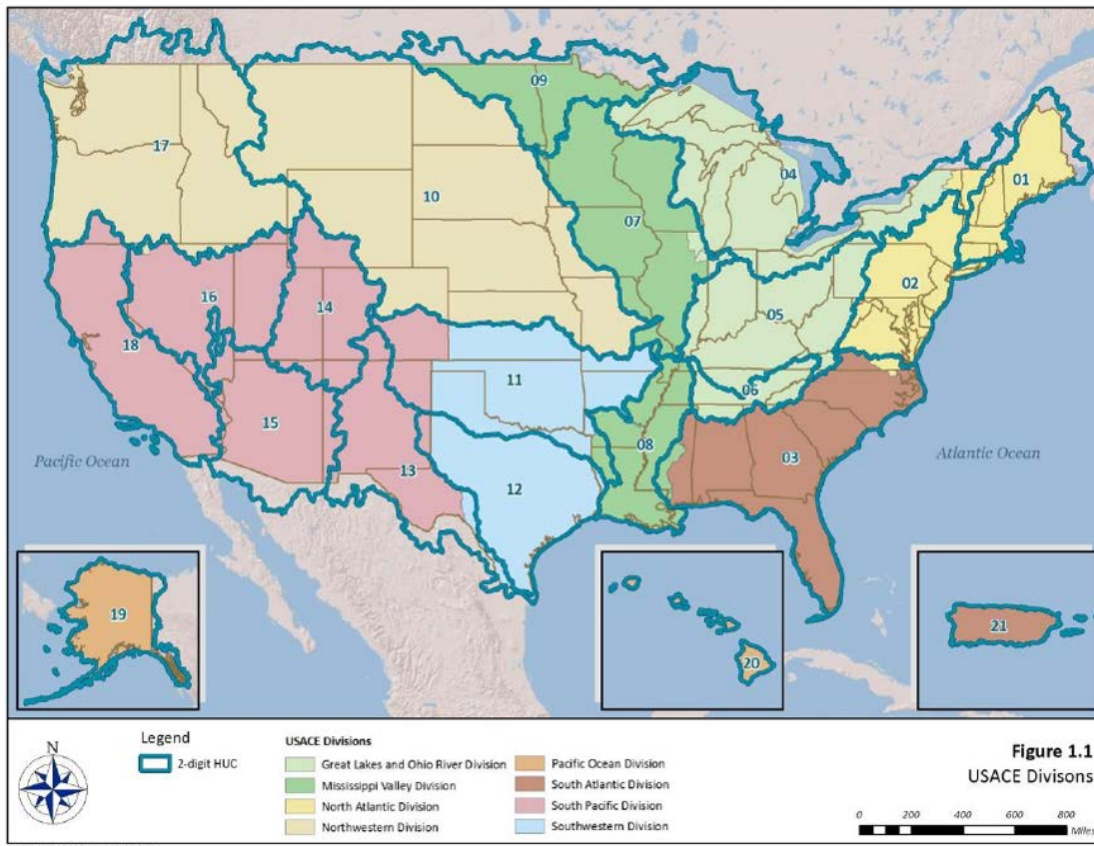 09
17
04
01
10
07
02
16
14
05
18
11
06
15
08
03
Pacific Ocean
Atlantic Ocean
13
12
19
20
21
N
Legend
2-digit HUC
USACE Divisions
Great Lakes and Ohio River Division
Mississippi Valley Division
North Atlantic Division
Northwestern Division
Pacific Ocean Division
South Atlantic Division
South Pacific Division
Southwestern Division
Figure 1.1
USACE Divisons
0 200 400 600 800
Miles